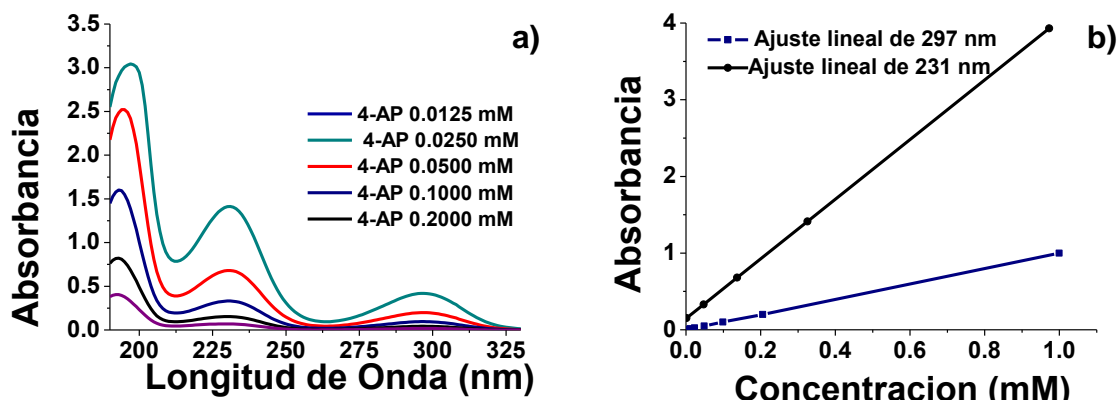 a)
3.5
3.0
2.5
2.0
1.5
1.0
0.5
0.0
Absorbancia
4-AP 0.0125 mM
4-AP 0.0250 mM
4-AP 0.0500 mM
4-AP 0.1000 mM
4-AP 0.2000 mM
200 225 250 275 300 325
Longitud de Onda (nm)
b)
4
3
2
1
0
Absorbancia
Ajuste lineal de 297 nm
Ajuste lineal de 231 nm
0.0 0.2 0.4 0.6 0.8 1.0
Concentracion (mM)